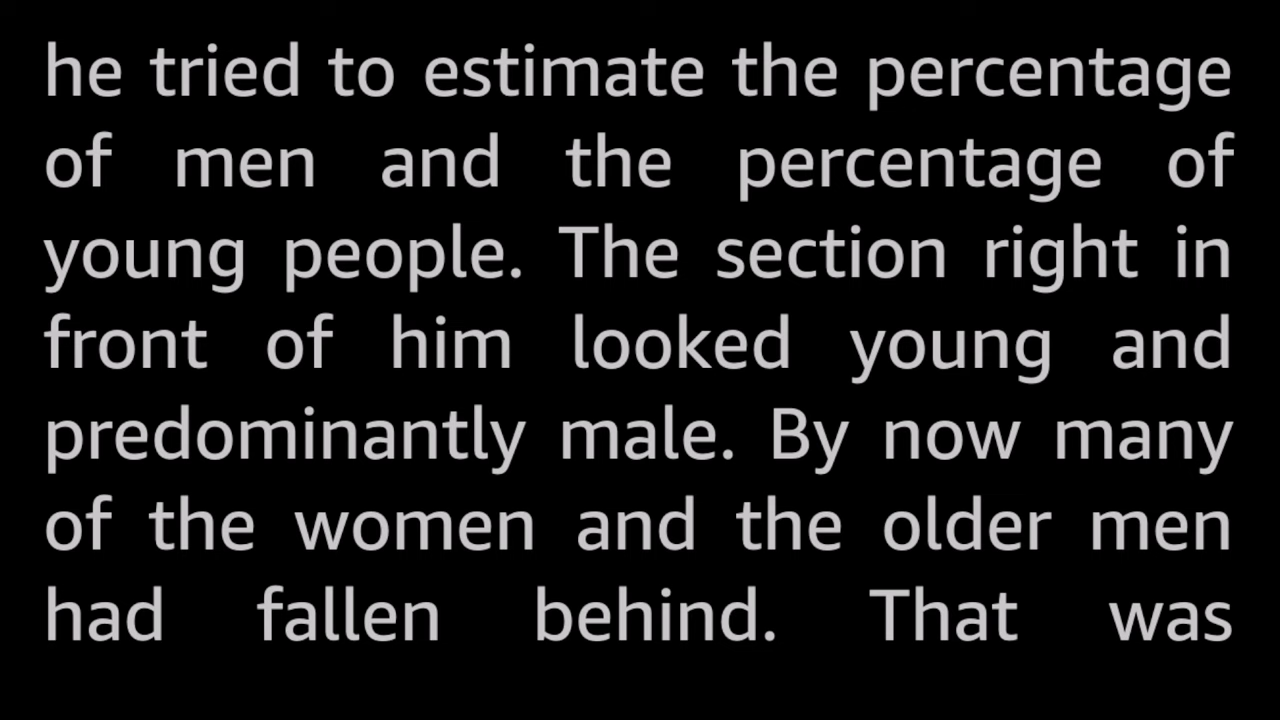 he tried to estimate the percentage
of men and the percentage of
young people. The section right in
front of him looked young and
predominantly male. By now many
of the women and the older men
had fallen behind. That was